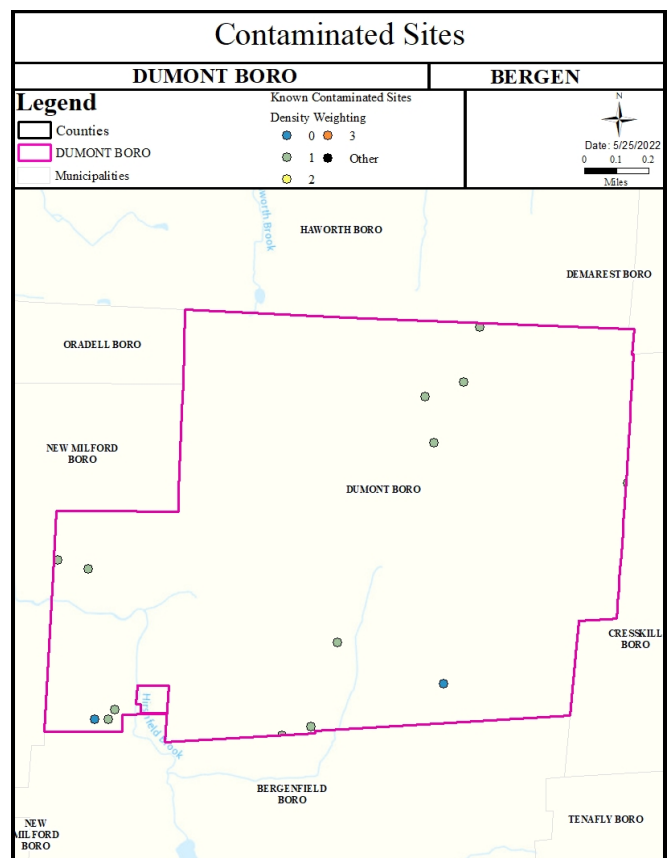 Contaminated Sites
DUMONT BORO
BERGEN
Legend
Counties
DUMONT BORO
Municipalities
Known Contaminated Sites
Density Weighting
0
3
1
Other
2
N
Date: 5/25/2022
0 0.1 0.2
Miles
worth Brook
HAWORTH BORO
DEMAREST BORO
ORADELL BORO
NEW MILFORD
BORO
DUMONT BORO
CRESSKILL
BORO
BERGENFIELD
BORO
TENAFLY BORO
NEW
MILFORD
BORO